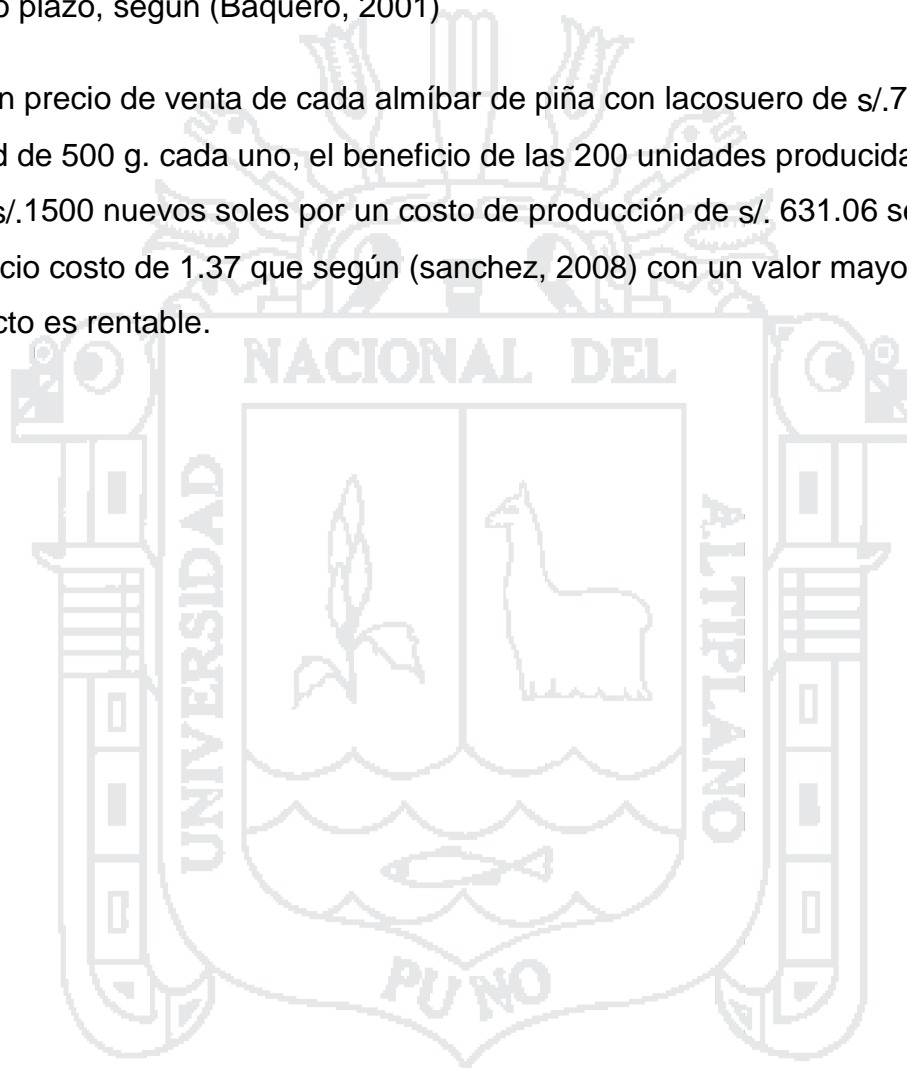 o plazo, según (Baquero, 2001)
n precio de venta de cada almíbar de piña con lacosuero de s/.7
d de 500 g. cada uno, el beneficio de las 200 unidades producida
s/.1500 nuevos soles por un costo de producción de s/. 631.06 s
cio costo de 1.37 que según (sanchez, 2008) con un valor mayo
cto es rentable.
NACIONAL DEL
UNIVERSIDAD
ALTIPLANO
PUNO